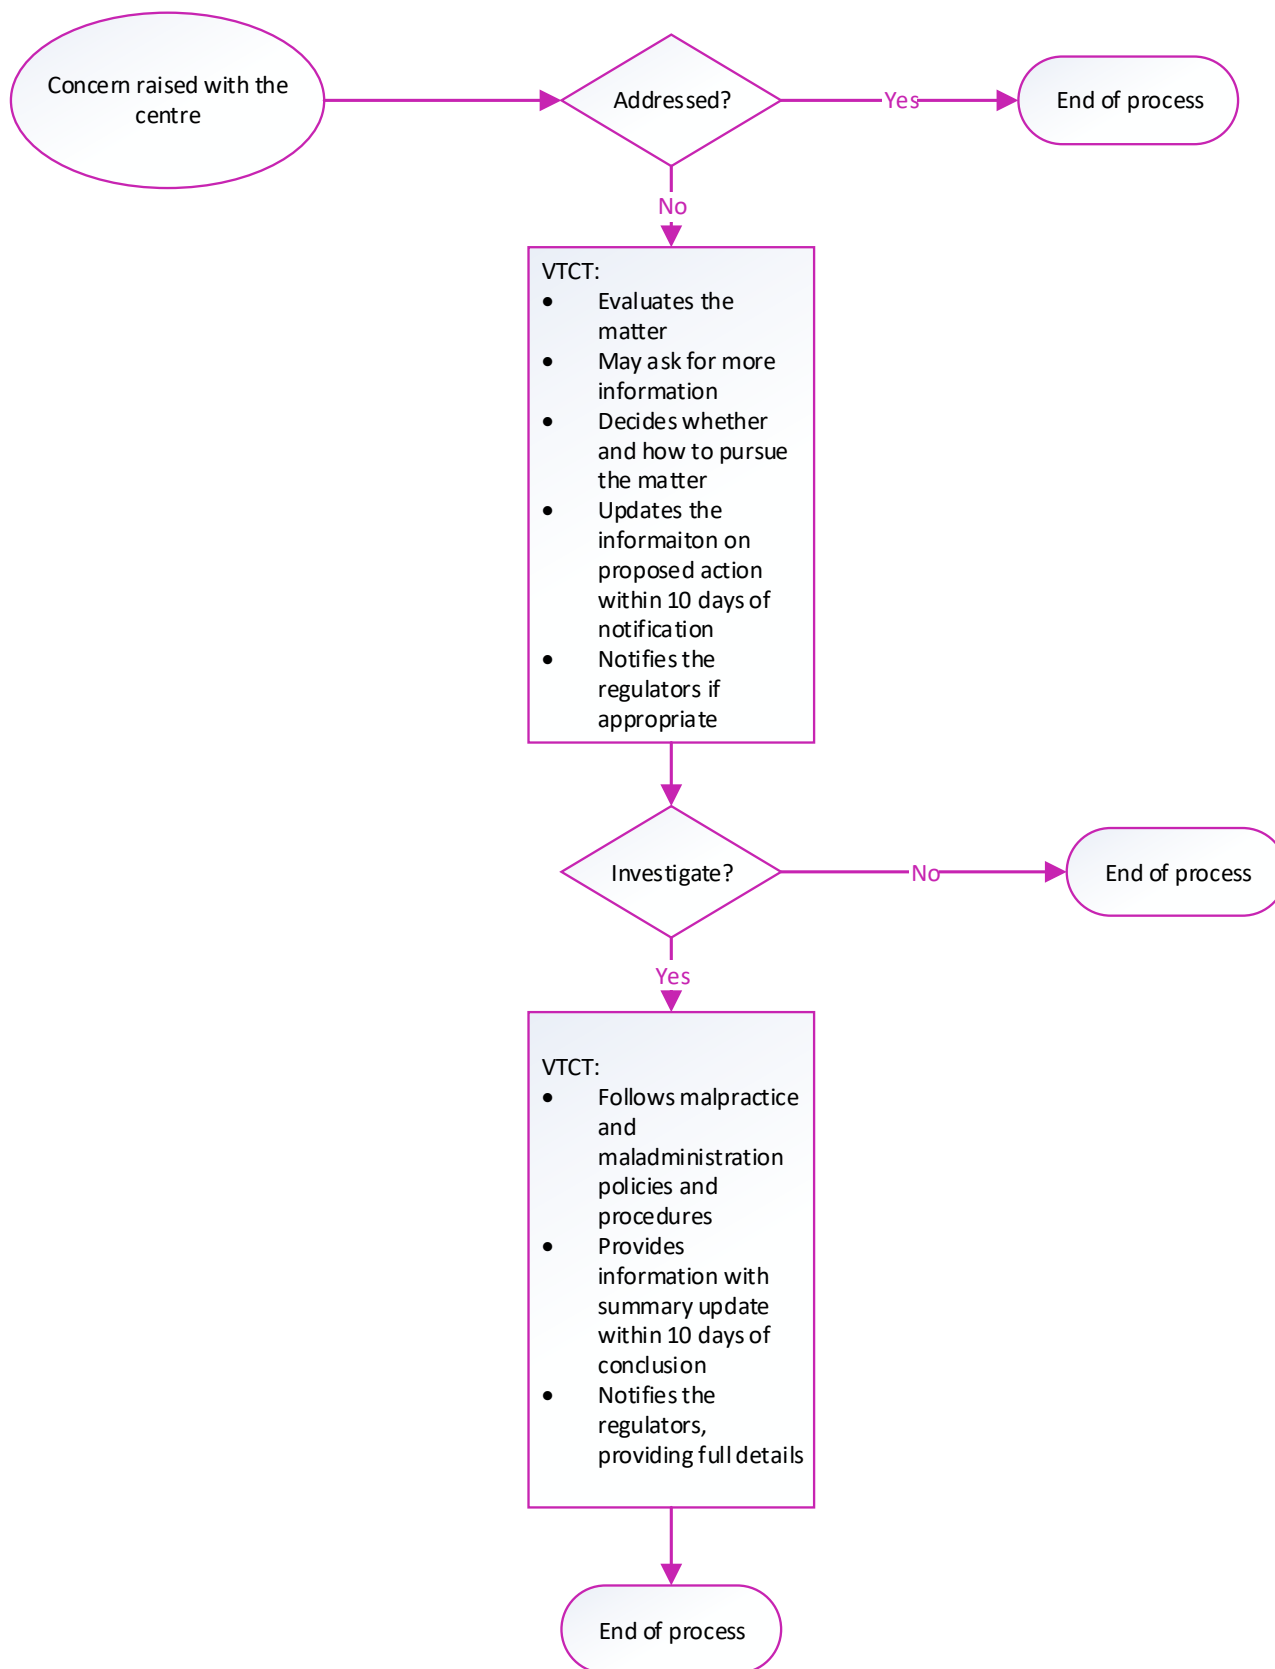 Concern raised with the
centre
Addressed?
Yes
End of process
No
VTCT:
• Evaluates the
matter
• May ask for more
information
• Decides whether
and how to pursue
the matter
• Updates the
informaiton on
proposed action
within 10 days of
notification
• Notifies the
regulators if
appropriate
Investigate?
No
End of process
Yes
VTCT:
• Follows malpractice
and
maladministration
policies and
procedures
• Provides
information with
summary update
within 10 days of
conclusion
• Notifies the
regulators,
providing full details
End of process